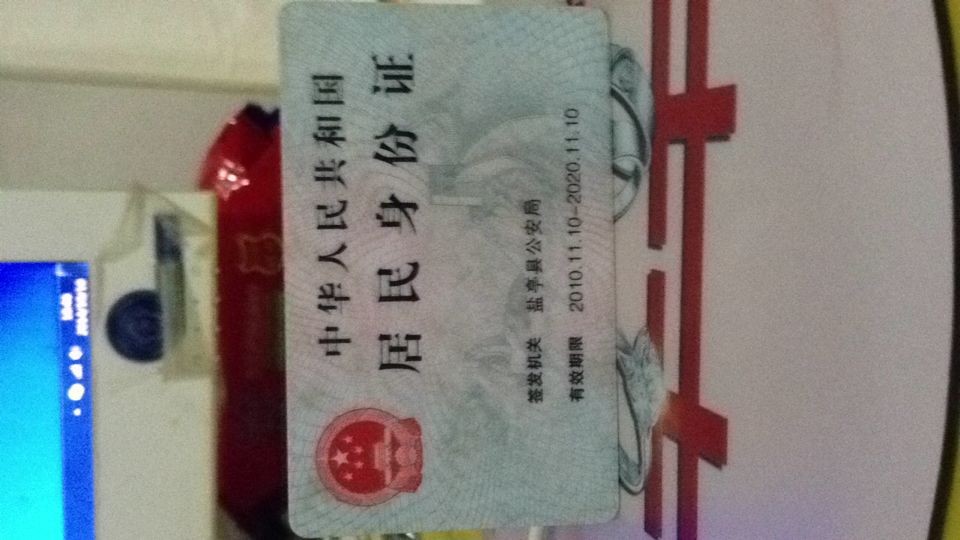 中华人民共和国
居民身份证
签发机关 盐亭县公安局
有效期限 2010.11.10-2020.11.10